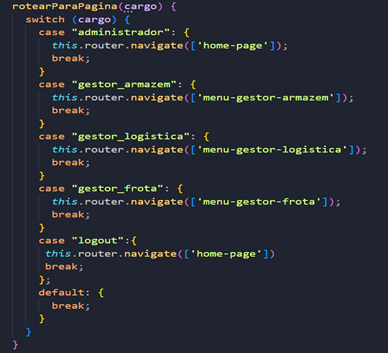 rotearParaPagina(cargo) {
  switch (cargo) {
    case "administrador": {
      this.router.navigate(['home-page']);
      break;
    }
    case "gestor_armazem": {
      this.router.navigate(['menu-gestor-armazem']);
      break;
    }
    case "gestor_logistica": {
      this.router.navigate(['menu-gestor-logistica']);
      break;
    }
    case "gestor_frota": {
      this.router.navigate(['menu-gestor-frota']);
      break;
    }
    case "logout":{
     this.router.navigate(['home-page'])
     break;
    };
    default: {
      break;
    }
  }
}